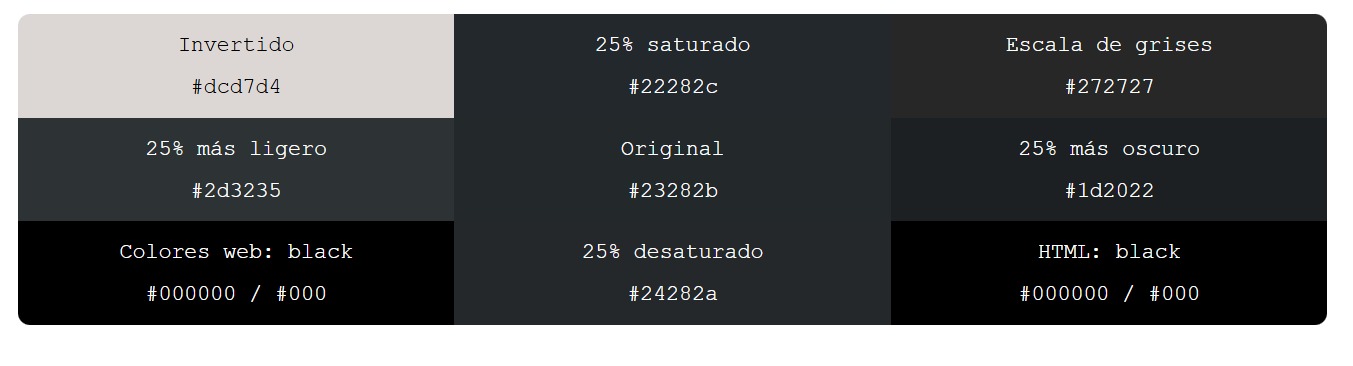 Invertido
#dcd7d4
25% saturado
#22282c
Escala de grises
#272727
25% más ligero
#2d3235
Original
#23282b
25% más oscuro
#1d2022
Colores web: black
#000000 / #000
25% desaturado
#24282a
HTML: black
#000000 / #000